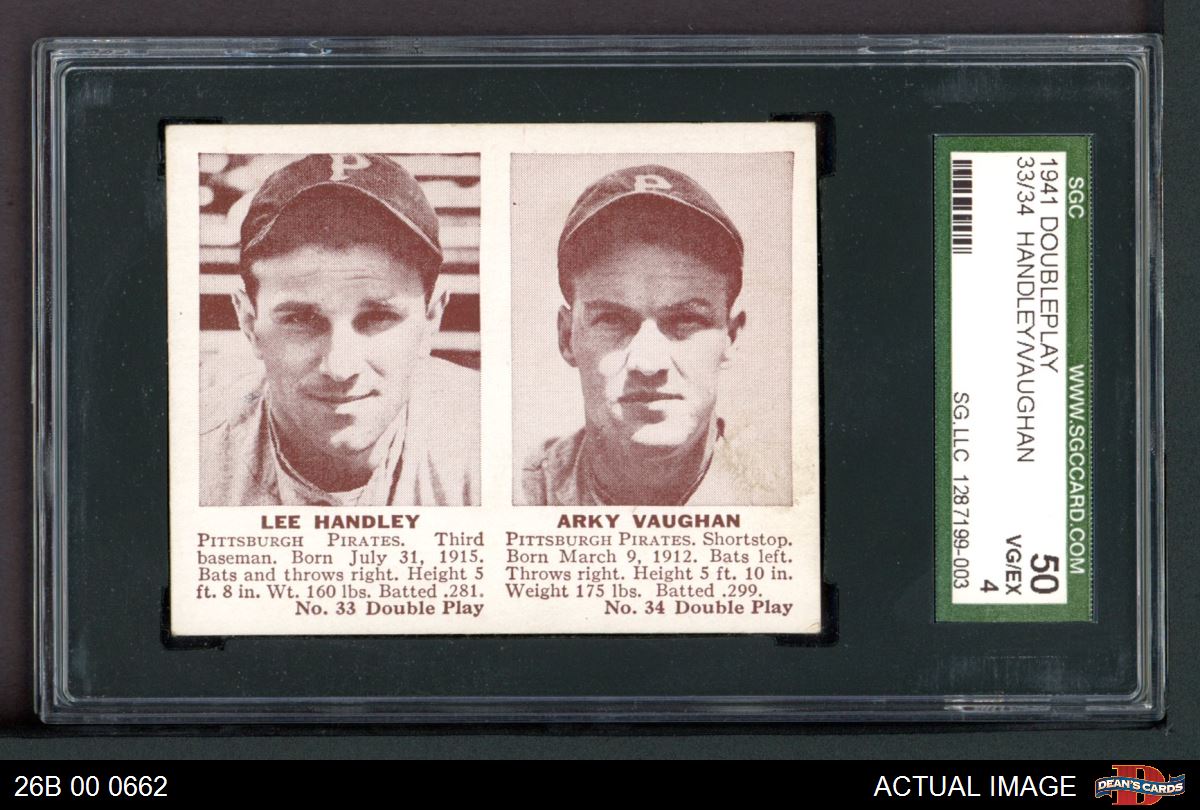 P
P
LEE HANDLEY
PITTSBURGH PIRATES. Third
baseman. Born July 31, 1915.
Bats and throws right. Height 5
ft. 8 in. Wt. 160 lbs. Batted .281.
No. 33 Double Play
ARKY VAUGHAN
PITTSBURGH PIRATES. Shortstop.
Born March 9, 1912. Bats left.
Throws right. Height 5 ft. 10 in.
Weight 175 lbs. Batted .299.
No. 34 Double Play
SGC WWW.SGCCARD.COM
1941 DOUBLEPLAY 50
33/34 HANDLEY/VAUGHAN VG/EX
4
SG.LLC 1287199-003
26B 00 0662
ACTUAL IMAGE
D
DEAN'S CARDS